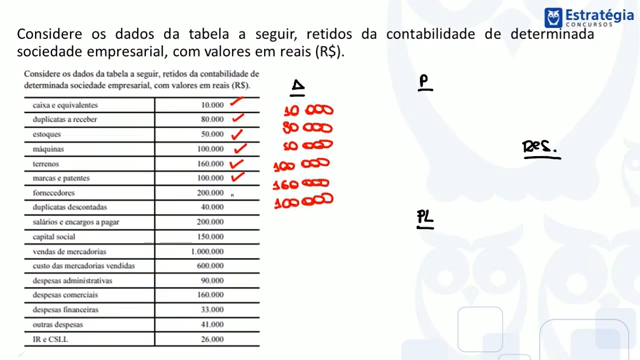 Estratégia
CONCURSOS
Considere os dados da tabela a seguir, retidos da contabilidade de determinada
sociedade empresarial, com valores em reais (R$).
Considere os dados da tabela a seguir, retidos da contabilidade de
determinada sociedade empresarial, com valores em reais (R$).
caixa e equivalentes 10.000
duplicatas a receber 80.000
estoques 50.000
máquinas 100.000
terrenos 160.000
marcas e patentes 100.000
fornecedores 200.000
duplicatas descontadas 40.000
salários e encargos a pagar 200.000
capital social 150.000
vendas de mercadorias 1.000.000
custo das mercadorias vendidas 600.000
despesas administrativas 90.000
despesas comerciais 160.000
despesas financeiras 33.000
outras despesas 41.000
IR e CSLL 26.000
10 000
80 000
50 000
100 000
160 000
100 000
P
RES.
PL